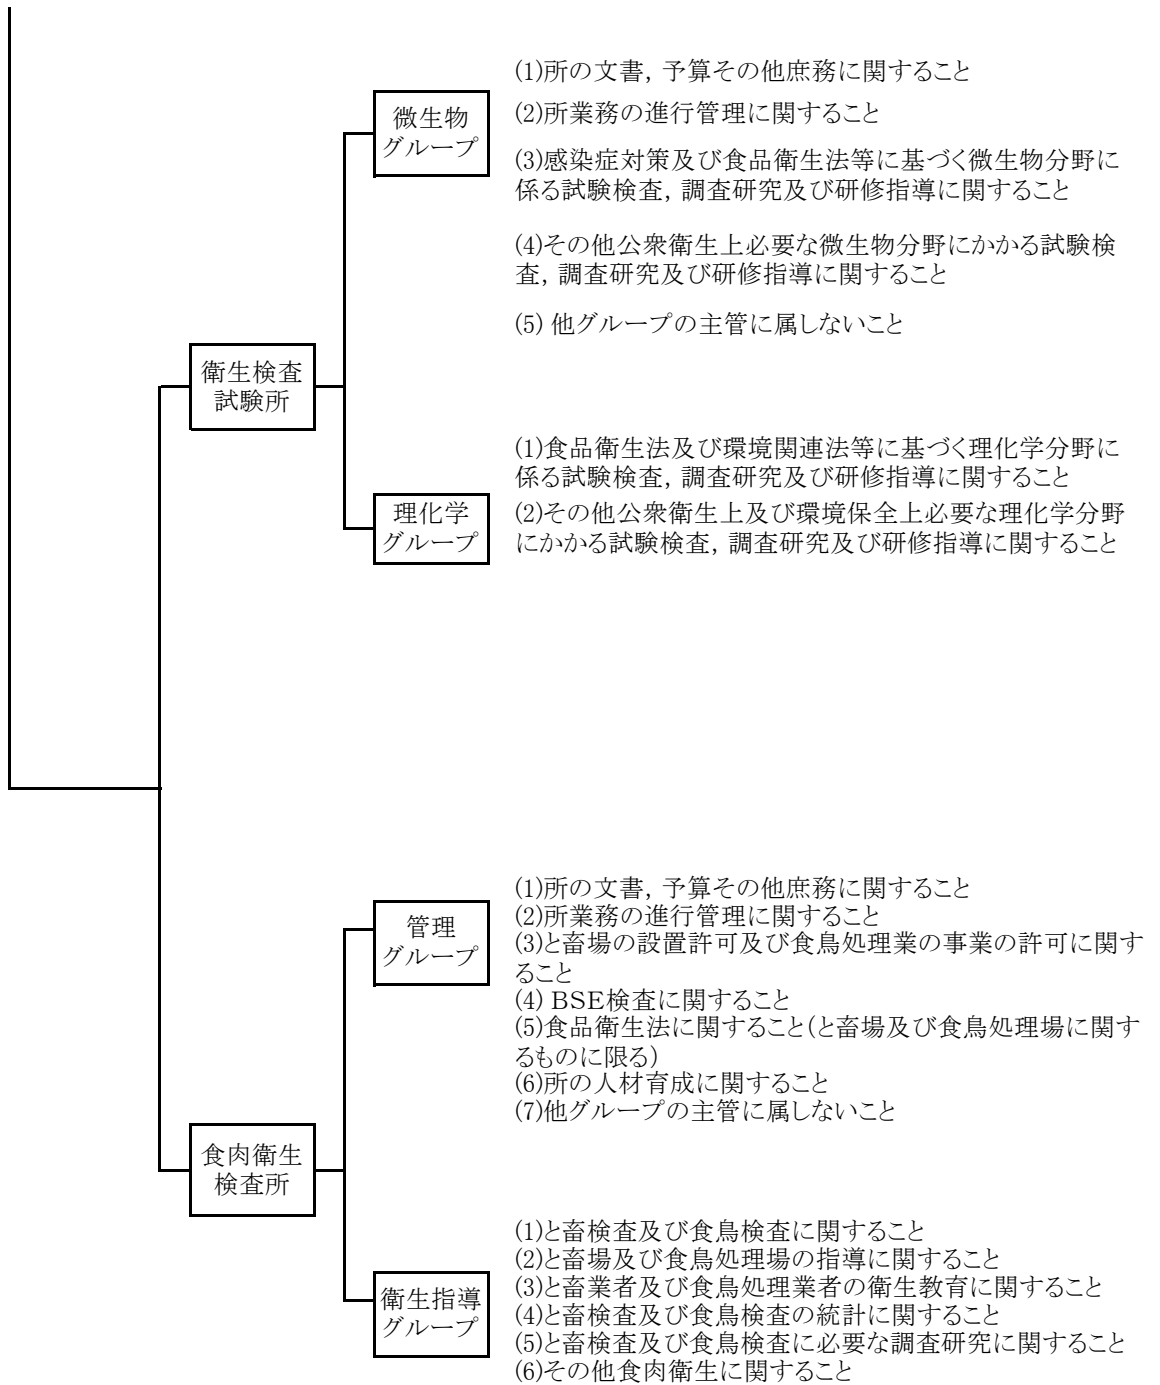 衛生検査
試験所
微生物
グループ
(1)所の文書，予算その他庶務に関すること
(2)所業務の進行管理に関すること
(3)感染症対策及び食品衛生法等に基づく微生物分野に
係る試験検査，調査研究及び研修指導に関すること
(4)その他公衆衛生上必要な微生物分野にかかる試験検
査，調査研究及び研修指導に関すること
(5) 他グループの主管に属しないこと
理化学
グループ
(1)食品衛生法及び環境関連法等に基づく理化学分野に
係る試験検査，調査研究及び研修指導に関すること
(2)その他公衆衛生上及び環境保全上必要な理化学分野
にかかる試験検査，調査研究及び研修指導に関すること
食肉衛生
検査所
管理
グループ
(1)所の文書，予算その他庶務に関すること
(2)所業務の進行管理に関すること
(3)と畜場の設置許可及び食鳥処理業の事業の許可に関す
ること
(4) BSE検査に関すること
(5)食品衛生法に関すること(と畜場及び食鳥処理場に関す
るものに限る)
(6)所の人材育成に関すること
(7)他グループの主管に属しないこと
衛生指導
グループ
(1)と畜検査及び食鳥検査に関すること
(2)と畜場及び食鳥処理場の指導に関すること
(3)と畜業者及び食鳥処理業者の衛生教育に関すること
(4)と畜検査及び食鳥検査の統計に関すること
(5)と畜検査及び食鳥検査に必要な調査研究に関すること
(6)その他食肉衛生に関すること